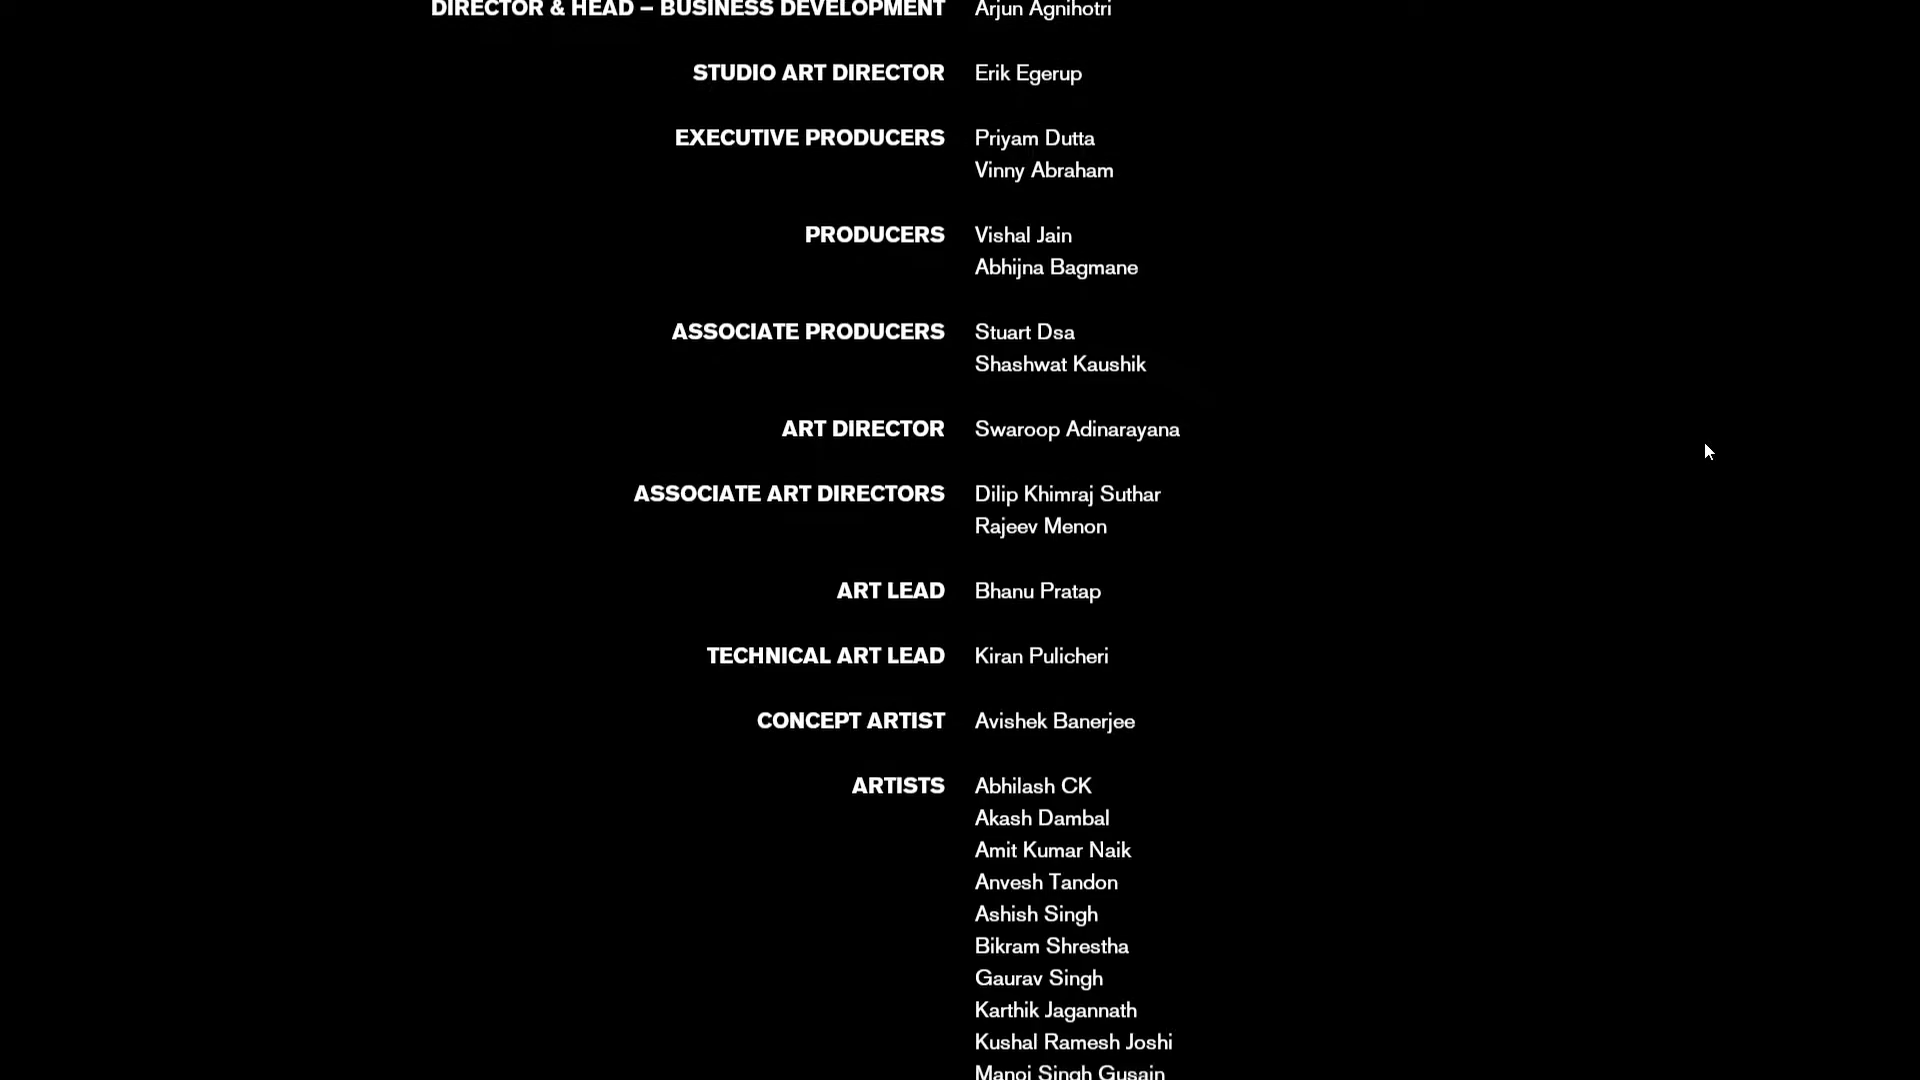 DIRECTOR & HEAD – BUSINESS DEVELOPMENT Arjun Agnihotri
STUDIO ART DIRECTOR Erik Egerup
EXECUTIVE PRODUCERS Priyam Dutta
Vinny Abraham
PRODUCERS Vishal Jain
Abhijna Bagmane
ASSOCIATE PRODUCERS Stuart Dsa
Shashwat Kaushik
ART DIRECTOR Swaroop Adinarayana
ASSOCIATE ART DIRECTORS Dilip Khimraj Suthar
Rajeev Menon
ART LEAD Bhanu Pratap
TECHNICAL ART LEAD Kiran Pulicheri
CONCEPT ARTIST Avishek Banerjee
ARTISTS Abhilash CK
Akash Dambal
Amit Kumar Naik
Anvesh Tandon
Ashish Singh
Bikram Shrestha
Gaurav Singh
Karthik Jagannath
Kushal Ramesh Joshi
Manoj Singh Gusain